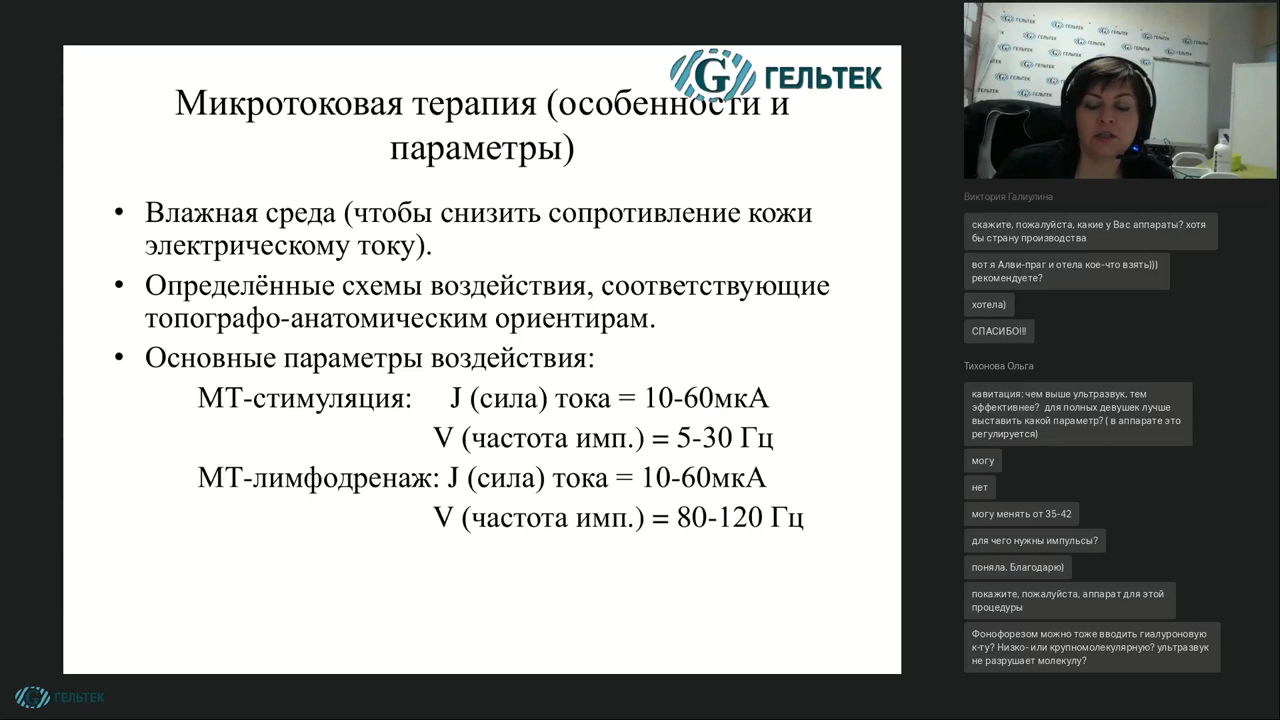 ГЕЛЬТЕК
Микротоковая терапия (особенности и
параметры)
• Влажная среда (чтобы снизить сопротивление кожи
электрическому току).
• Определённые схемы воздействия, соответствующие
топографо-анатомическим ориентирам.
• Основные параметры воздействия:
МТ-стимуляция: J (сила) тока = 10-60мкА
V (частота имп.) = 5-30 Гц
МТ-лимфодренаж: J (сила) тока = 10-60мкА
V (частота имп.) = 80-120 Гц
ГЕЛЬТЕК
Виктория Галиулина
скажите, пожалуйста, какие у Вас аппараты? хотя
бы страну производства
вот я Алви-праг и отела кое-что взять)))
рекомендуете?
хотела)
СПАСИБО!!!
Тихонова Ольга
кавитация: чем выше ультразвук, тем
эффективнее? для полных девушек лучше
выставить какой параметр? ( в аппарате это
регулируется)
могу
нет
могу менять от 35-42
для чего нужны импульсы?
поняла. Благодарю)
покажите, пожалуйста, аппарат для этой
процедуры
Фонофорезом можно тоже вводить гиалуроновую
к-ту? Низко- или крупномолекулярную? ультразвук
не разрушает молекулу?